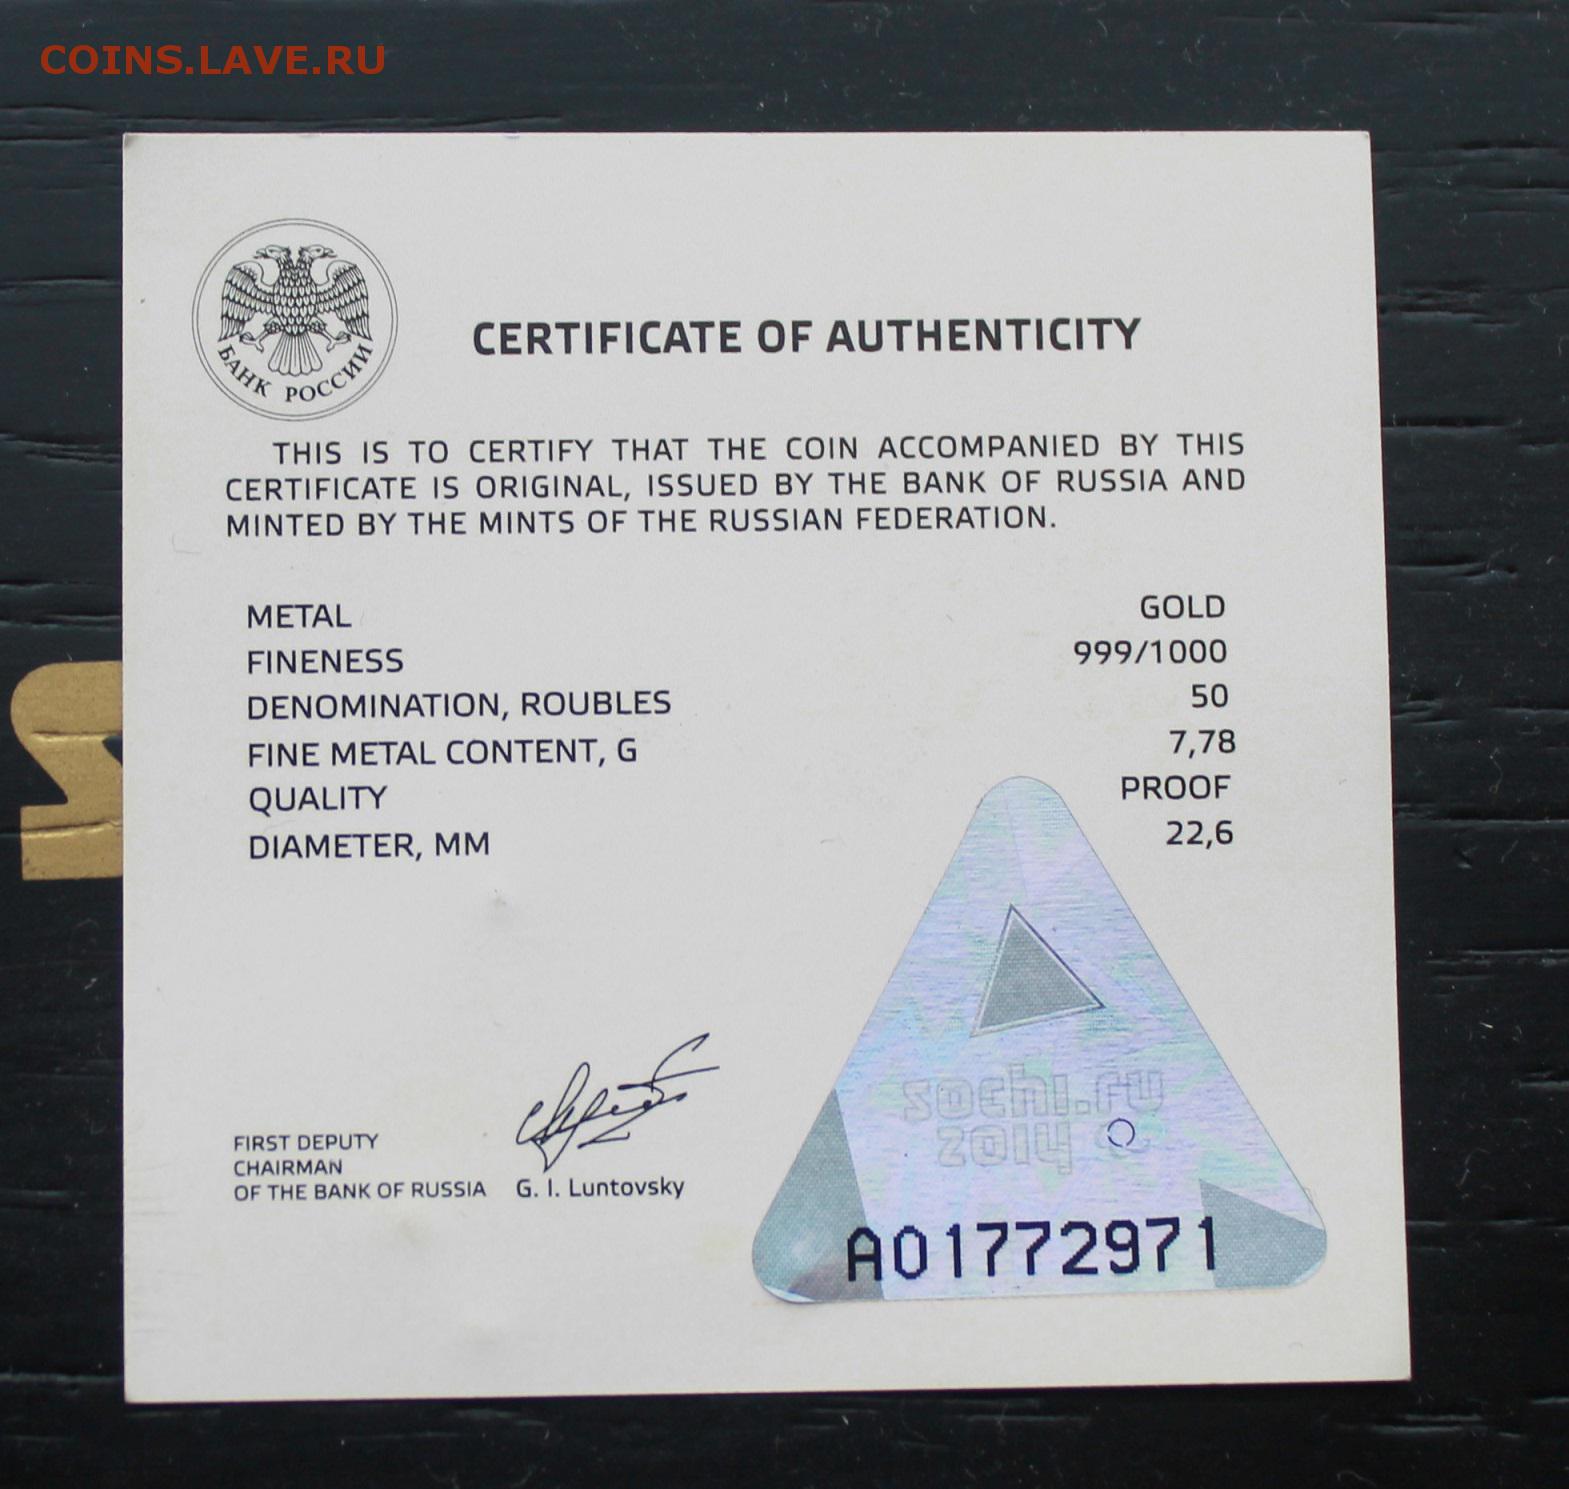 COINS.LAVE.RU
БАНК РОССИИ
CERTIFICATE OF AUTHENTICITY
THIS IS TO CERTIFY THAT THE COIN ACCOMPANIED BY THIS
CERTIFICATE IS ORIGINAL, ISSUED BY THE BANK OF RUSSIA AND
MINTED BY THE MINTS OF THE RUSSIAN FEDERATION.
METAL GOLD
FINENESS 999/1000
DENOMINATION, ROUBLES 50
FINE METAL CONTENT, G 7,78
QUALITY PROOF
DIAMETER, MM 22,6
sochi.ru
2014
FIRST DEPUTY
CHAIRMAN
OF THE BANK OF RUSSIA G. I. Luntovsky
A01772971